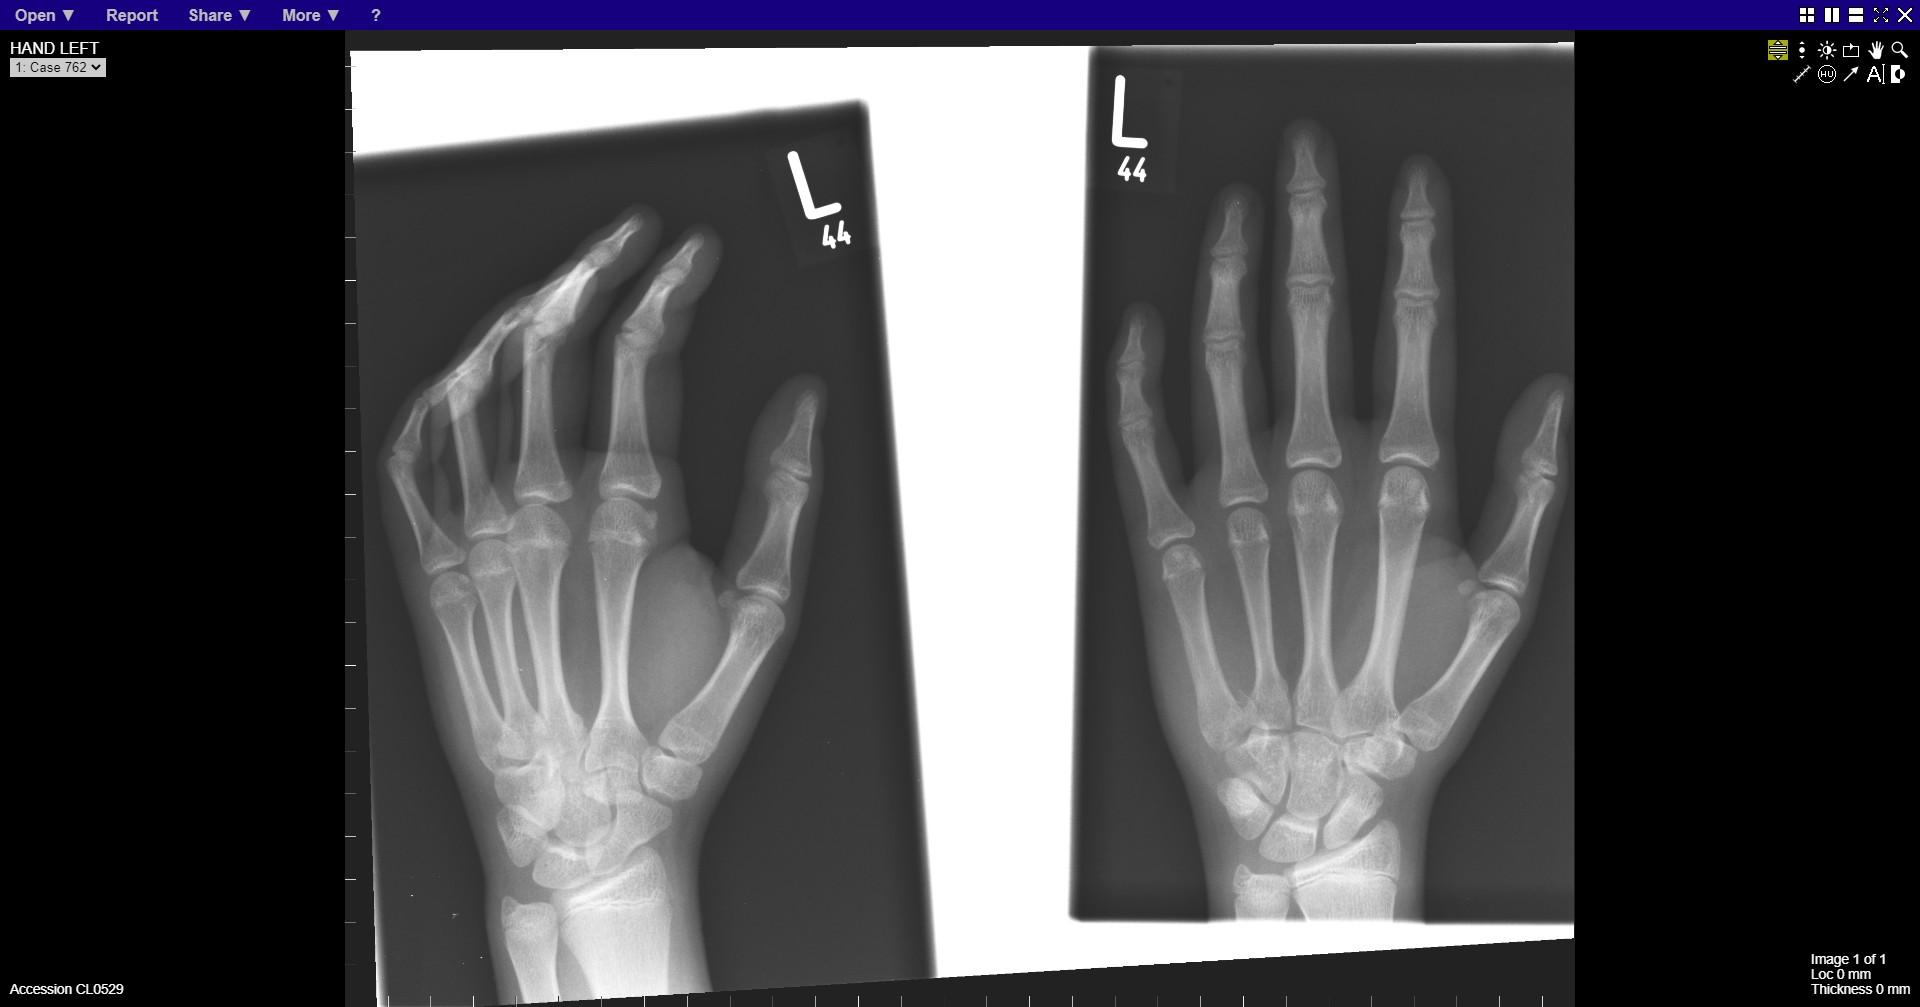 Open ▼ Report Share ▼ More ▼ ?
HAND LEFT
1: Case 762
HU
A
L
44
L
44
Accession CL0529
Image 1 of 1
Loc 0 mm
Thickness 0 mm